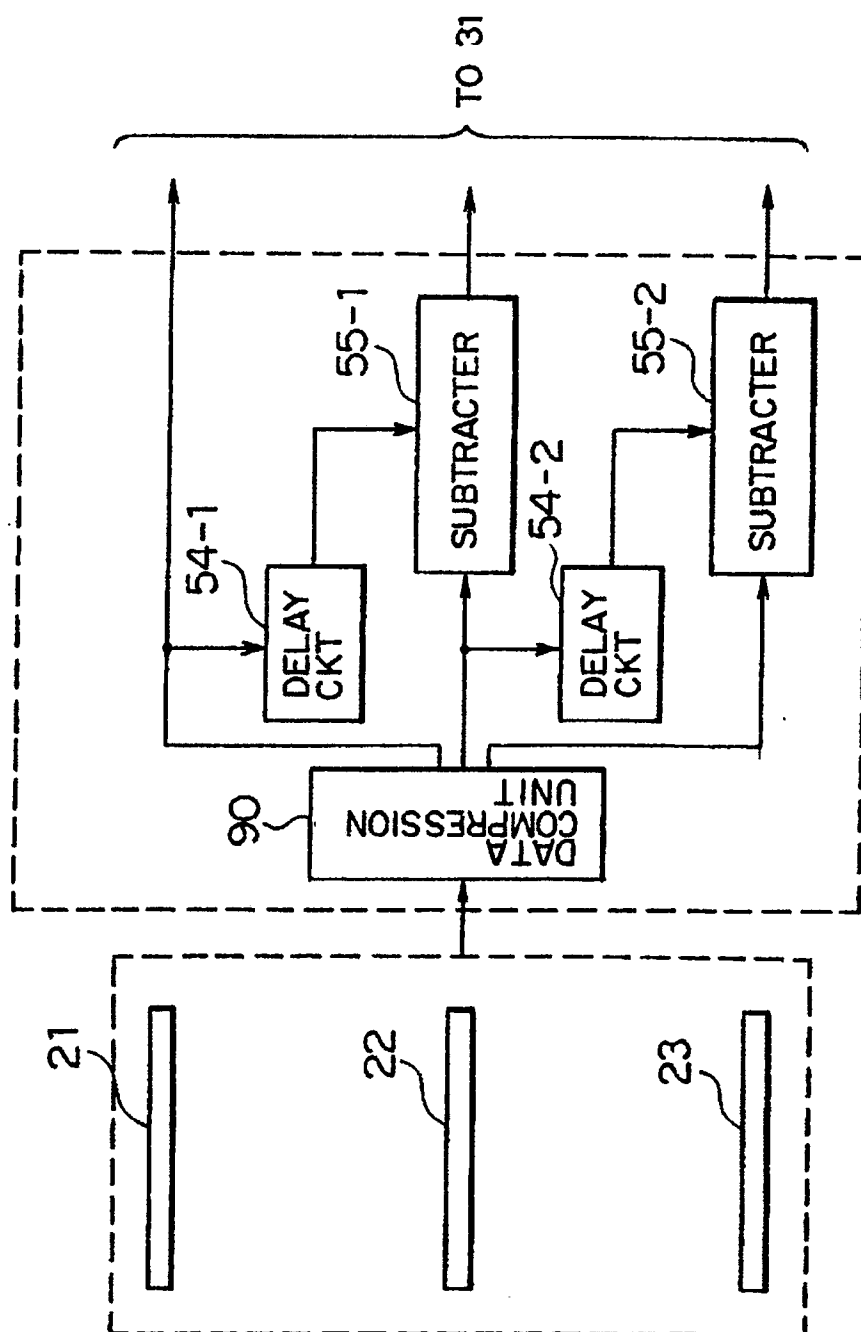 21
22
23
90
DATA
COMPRESSION
UNIT
54-1
DELAY
CKT
55-1
SUBTRACTER
54-2
DELAY
CKT
55-2
SUBTRACTER
TO 31